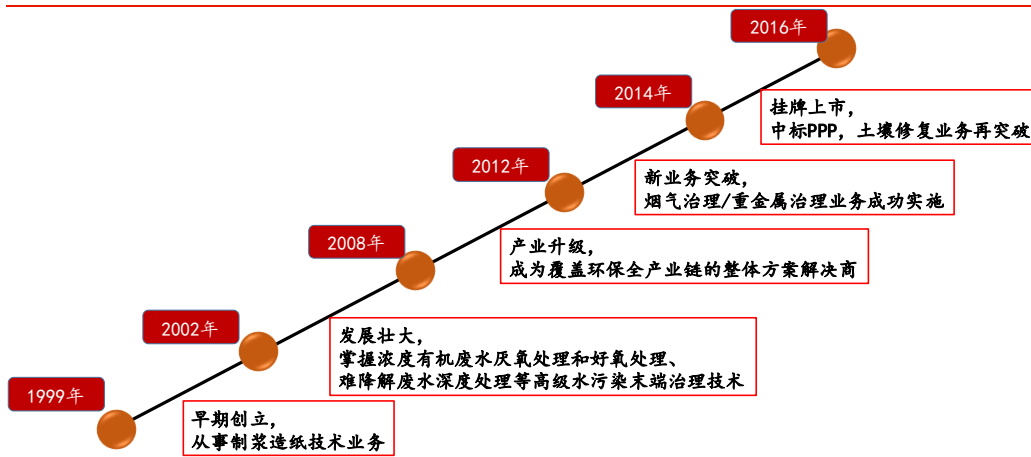 2016年
2014年
挂牌上市，
中标PPP，土壤修复业务再突破
2012年
新业务突破，
烟气治理/重金属治理业务成功实施
2008年
产业升级，
成为覆盖环保全产业链的整体方案解决商
2002年
发展壮大，
掌握浓度有机废水厌氧处理和好氧处理、
难降解废水深度处理等高级水污染末端治理技术
1999年
早期创立，
从事制浆造纸技术业务